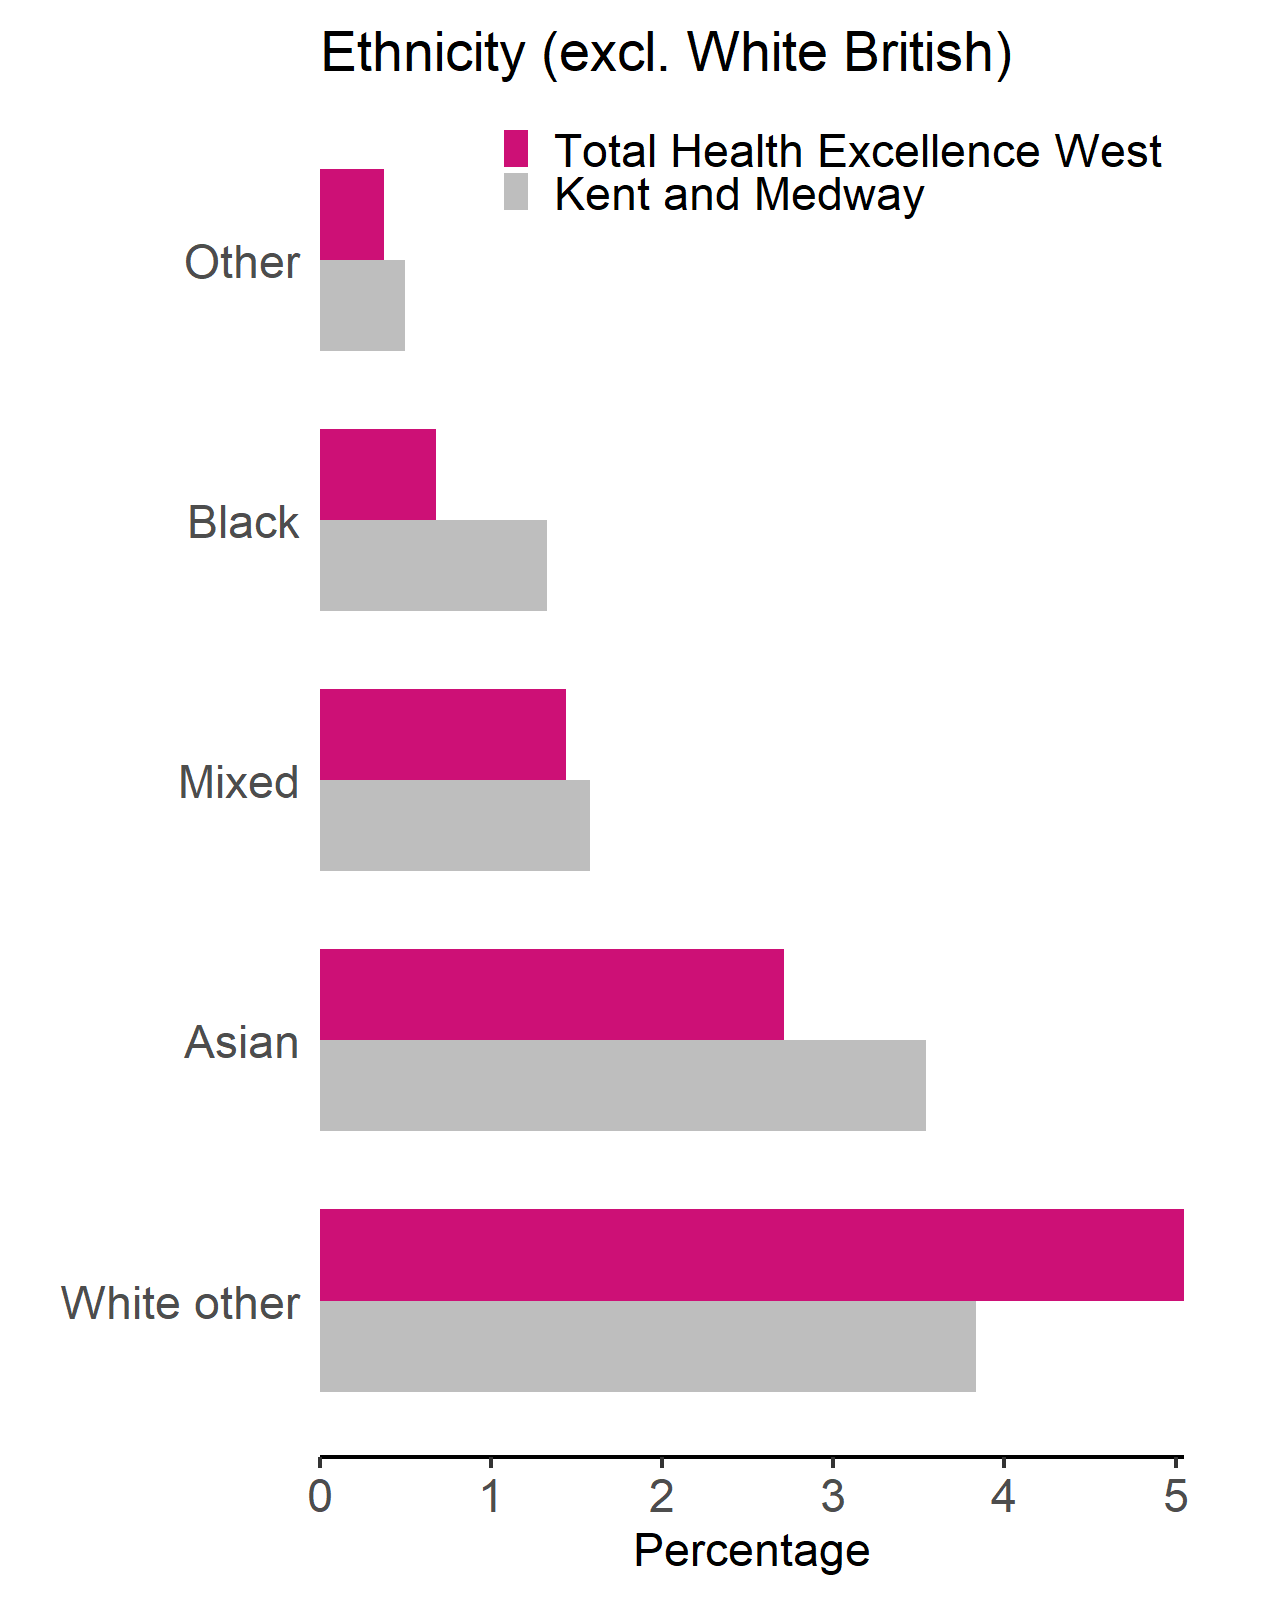 Ethnicity (excl. White British)
Total Health Excellence West
Kent and Medway
Other
Black
Mixed
Asian
White other
0 1 2 3 4 5
Percentage